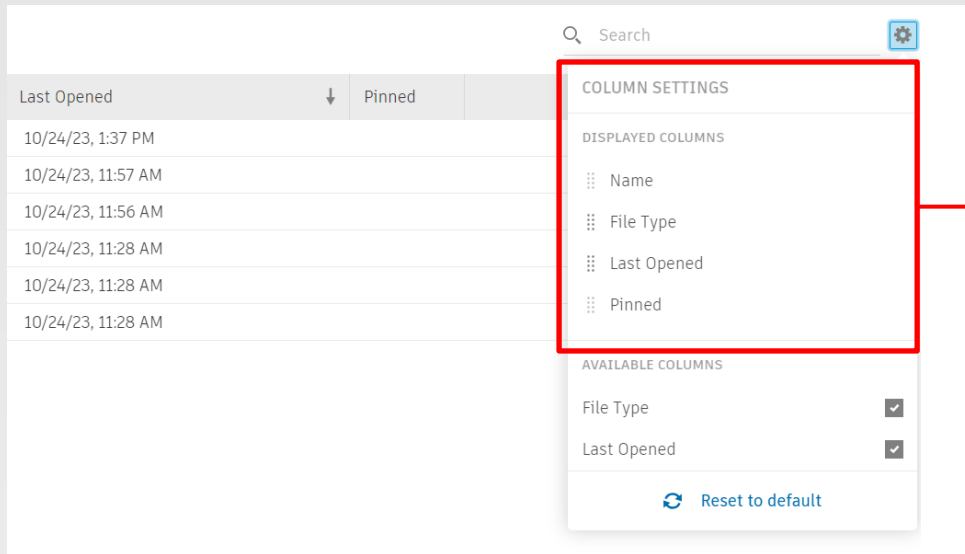 Search
Last Opened Pinned
10/24/23, 1:37 PM
10/24/23, 11:57 AM
10/24/23, 11:56 AM
10/24/23, 11:28 AM
10/24/23, 11:28 AM
10/24/23, 11:28 AM
COLUMN SETTINGS
DISPLAYED COLUMNS
Name
File Type
Last Opened
Pinned
AVAILABLE COLUMNS
File Type
Last Opened
Reset to default